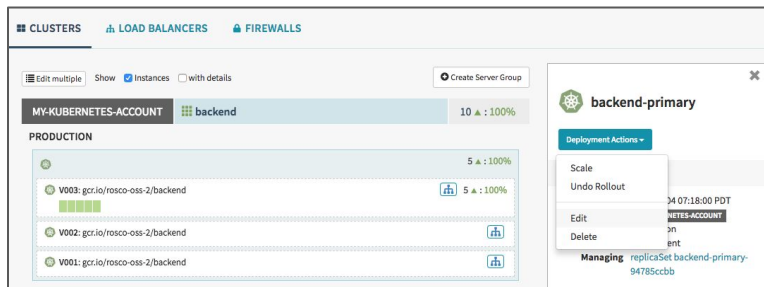 CLUSTERS LOAD BALANCERS FIREWALLS
Edit multiple Show Instances with details Create Server Group
MY-KUBERNETES-ACCOUNT backend 10 ▲ : 100%
PRODUCTION
5 ▲ : 100%
V003: gcr.io/rosco-oss-2/backend 5 ▲ : 100%
V002: gcr.io/rosco-oss-2/backend
V001: gcr.io/rosco-oss-2/backend
backend-primary
Deployment Actions
Scale
Undo Rollout
Edit
Delete
04 07:18:00 PDT
NETES-ACCOUNT
on
ent
Managing replicaSet backend-primary-
94785ccbb